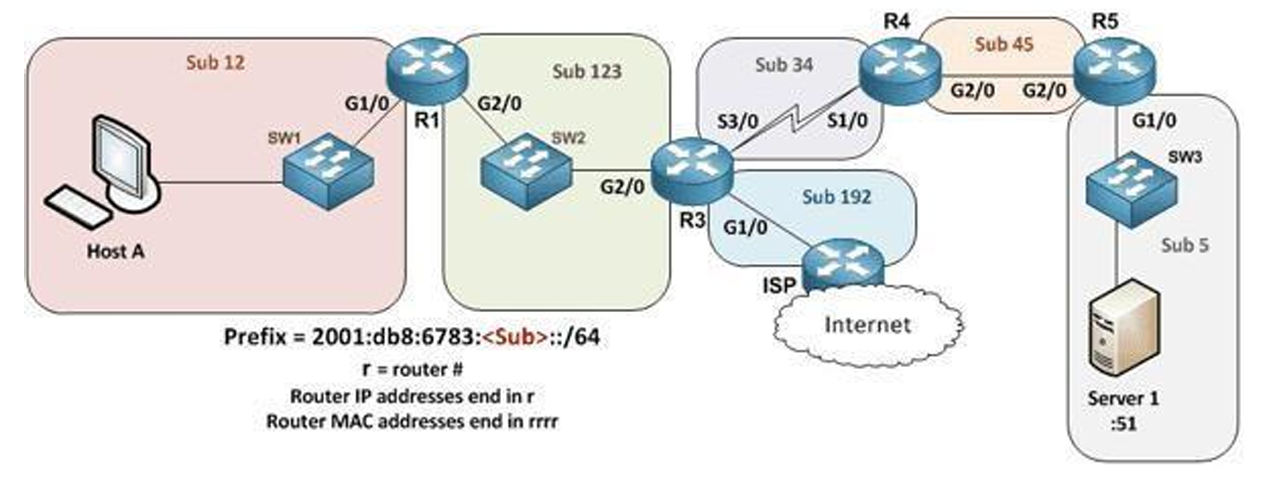 Sub 12
Sub 123
Sub 34
R4
Sub 45
R5
G1/0
R1
G2/0
S3/0
S1/0
G2/0
G2/0
G1/0
SW1
SW2
SW3
G2/0
R3
G1/0
Sub 192
Sub 5
Host A
ISP
Internet
Prefix = 2001:db8:6783:<Sub>::/64
r = router #
Router IP addresses end in r
Router MAC addresses end in rrrr
Server 1
:51